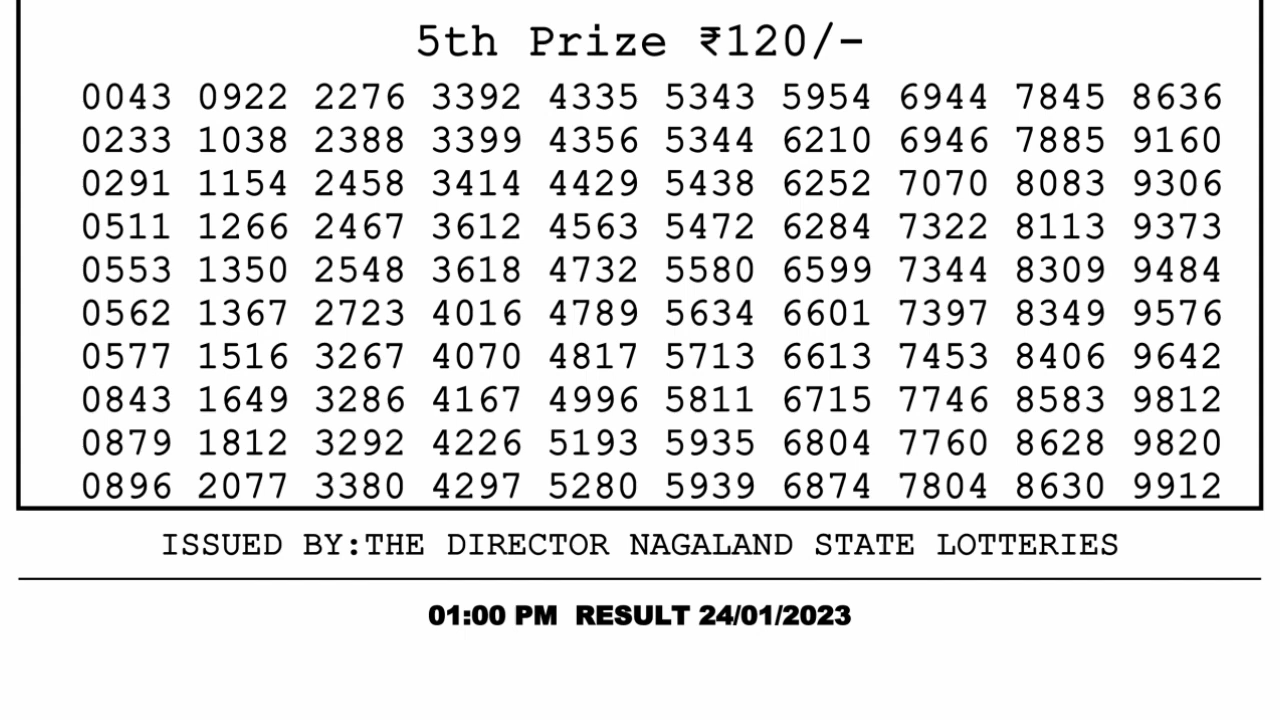 5th Prize ₹120/-
0043 0922 2276 3392 4335 5343 5954 6944 7845 8636
0233 1038 2388 3399 4356 5344 6210 6946 7885 9160
0291 1154 2458 3414 4429 5438 6252 7070 8083 9306
0511 1266 2467 3612 4563 5472 6284 7322 8113 9373
0553 1350 2548 3618 4732 5580 6599 7344 8309 9484
0562 1367 2723 4016 4789 5634 6601 7397 8349 9576
0577 1516 3267 4070 4817 5713 6613 7453 8406 9642
0843 1649 3286 4167 4996 5811 6715 7746 8583 9812
0879 1812 3292 4226 5193 5935 6804 7760 8628 9820
0896 2077 3380 4297 5280 5939 6874 7804 8630 9912
ISSUED BY:THE DIRECTOR NAGALAND STATE LOTTERIES
01:00 PM RESULT 24/01/2023